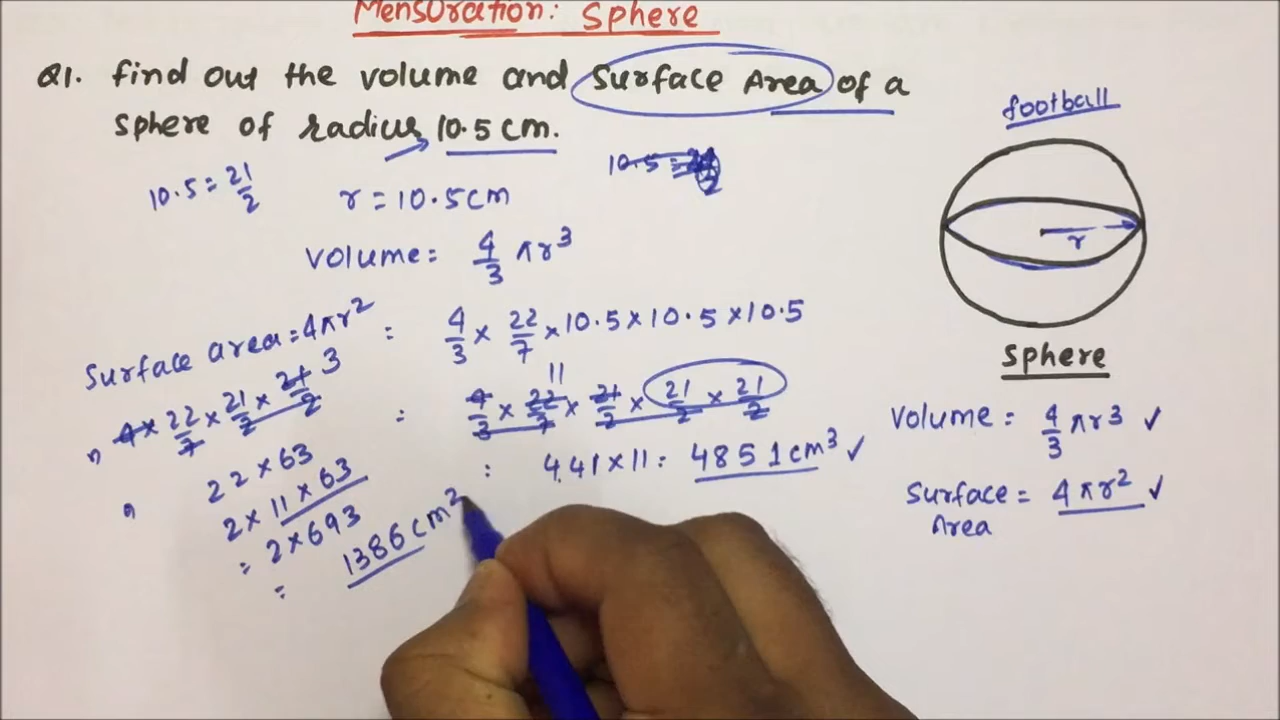 Mensuration: Sphere
Q1. find out the volume and Surface Area of a
sphere of radius 10.5 cm.
10.5 = 21/2
r = 10.5 cm
Volume = 4/3 πr³
: 4/3 × 22/7 × 10.5 × 10.5 × 10.5
11
: 4/3 × 22/7 × 21/2 × 21/2 × 21/2
: 441 × 11 : 4851 cm³ ✓
Surface area = 4πr²
3
" 4 × 22/7 × 21/2 × 21/2
" 22 × 63
2 × 11 × 63
= 2 × 693
= 1386 cm²
football
r
Sphere
Volume = 4/3 πr³ ✓
Surface = 4πr² ✓
Area